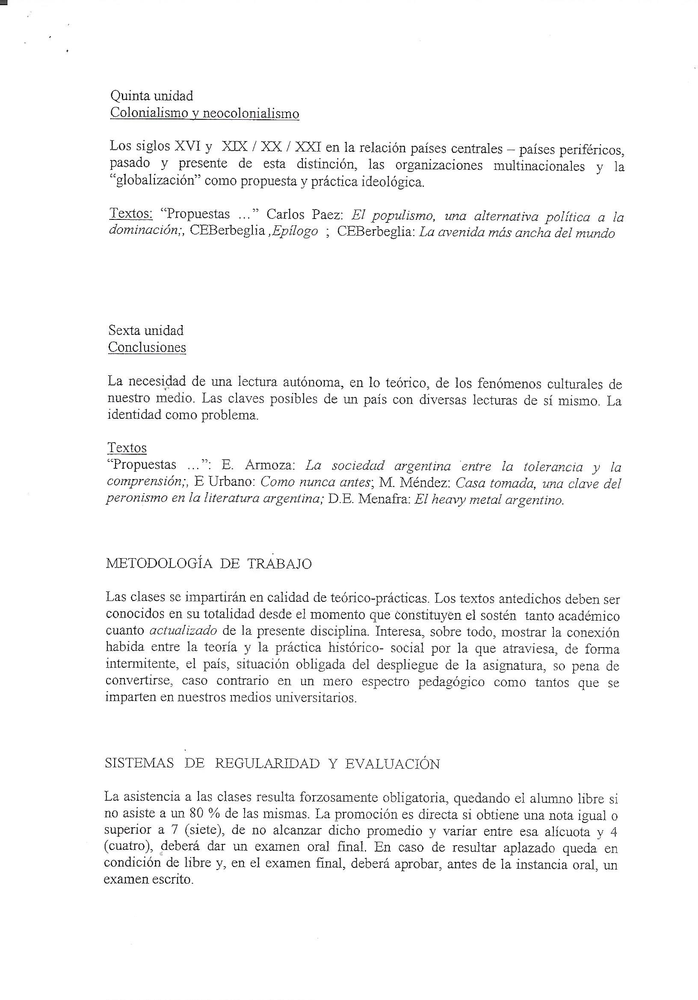 Quinta unidad
Colonialismo y neocolonialismo
Los siglos XVI y XIX / XX / XXI en la relación países centrales – países periféricos,
pasado y presente de esta distinción, las organizaciones multinacionales y la
“globalización” como propuesta y práctica ideológica.
Textos: “Propuestas ...” Carlos Paez: El populismo, una alternativa política a la
dominación;, CEBerbeglia ,Epílogo ; CEBerbeglia: La avenida más ancha del mundo
Sexta unidad
Conclusiones
La necesidad de una lectura autónoma, en lo teórico, de los fenómenos culturales de
nuestro medio. Las claves posibles de un país con diversas lecturas de sí mismo. La
identidad como problema.
Textos
“Propuestas ...”: E. Armoza: La sociedad argentina entre la tolerancia y la
comprensión;, E Urbano: Como nunca antes; M. Méndez: Casa tomada, una clave del
peronismo en la literatura argentina; D.E. Menafra: El heavy metal argentino.
METODOLOGÍA DE TRABAJO
Las clases se impartirán en calidad de teórico-prácticas. Los textos antedichos deben ser
conocidos en su totalidad desde el momento que constituyen el sostén tanto académico
cuanto actualizado de la presente disciplina. Interesa, sobre todo, mostrar la conexión
habida entre la teoría y la práctica histórico- social por la que atraviesa, de forma
intermitente, el país, situación obligada del despliegue de la asignatura, so pena de
convertirse, caso contrario en un mero espectro pedagógico como tantos que se
imparten en nuestros medios universitarios.
SISTEMAS DE REGULARIDAD Y EVALUACIÓN
La asistencia a las clases resulta forzosamente obligatoria, quedando el alumno libre si
no asiste a un 80 % de las mismas. La promoción es directa si obtiene una nota igual o
superior a 7 (siete), de no alcanzar dicho promedio y variar entre esa alícuota y 4
(cuatro), deberá dar un examen oral final. En caso de resultar aplazado queda en
condición de libre y, en el examen final, deberá aprobar, antes de la instancia oral, un
examen escrito.